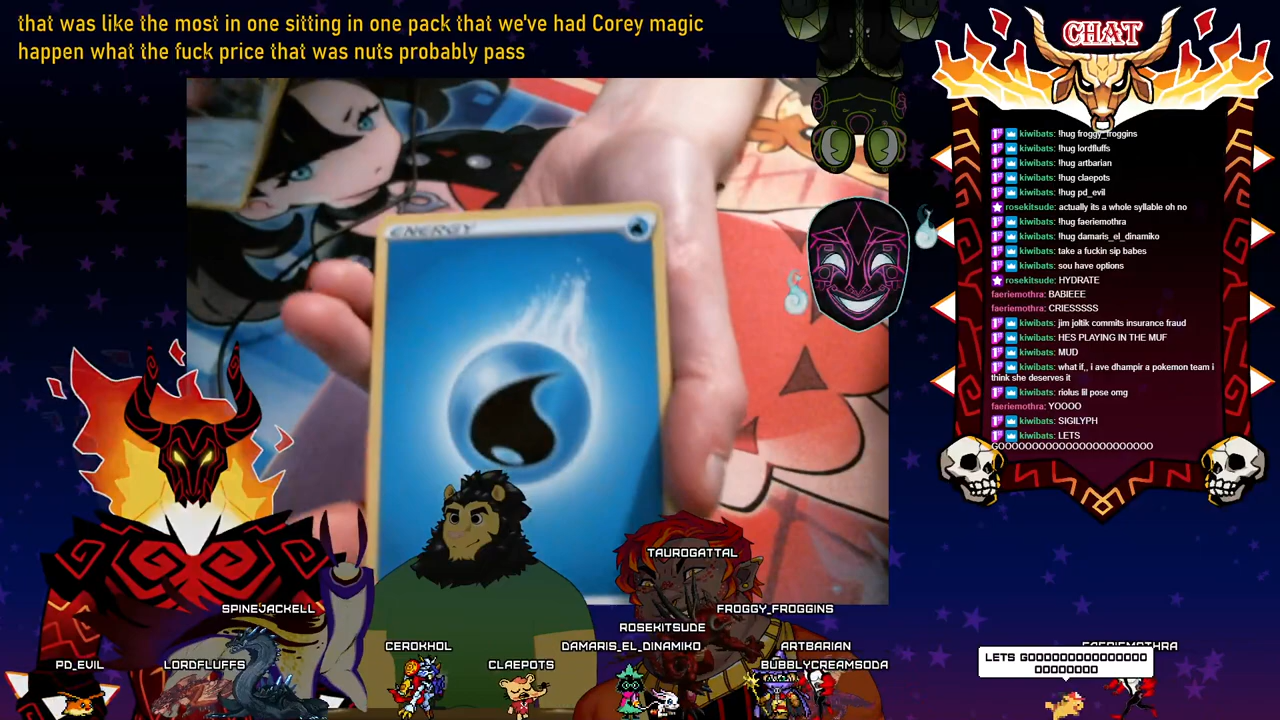 that was like the most in one sitting in one pack that we've had Corey magic
happen what the fuck price that was nuts probably pass
CHAT
kiwibats: !hug froggy_froggins
kiwibats: !hug lordfluffs
kiwibats: !hug artbarian
kiwibats: !hug claepots
kiwibats: !hug pd_evil
rosekitsude: actually its a whole syllable oh no
kiwibats: !hug faeriemothra
kiwibats: !hug damaris_el_dinamiko
kiwibats: take a fuckin sip babes
kiwibats: sou have options
rosekitsude: HYDRATE
faeriemothra: BABIEEE
faeriemothra: CRIESSSSS
kiwibats: jim joltik commits insurance fraud
kiwibats: HES PLAYING IN THE MUF
kiwibats: MUD
kiwibats: what if,, i ave dhampir a pokemon team i
think she deserves it
kiwibats: riolus lil pose omg
faeriemothra: YOOOO
kiwibats: SIGILYPH
kiwibats: LETS
GOOOOOOOOOOOOOOOOOOOOOOO
ENERGY
TAUROGATTAL
SPINEJACKELL
FROGGY_FROGGINS
ROSEKITSUDE
CEROKHOL
DAMARIS_EL_DINAMIKO
ARTBARIAN
FAERIEMOTHRA
PD_EVIL
LORDFLUFFS
CLAEPOTS
BUBBLYCREAMSODA
LETS GOOOOOOOOOOOOOOO
OOOOOOOO